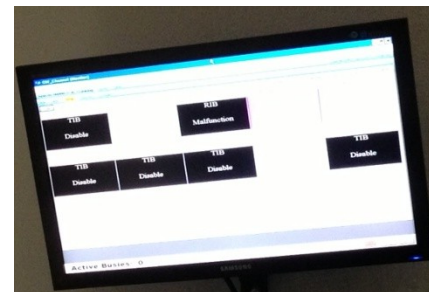 TIB
Disable
RIB
Malfunction
TIB
Disable
TIB
Disable
TIB
Disable
TIB
Disable
Active Busies: 0
SAMSUNG